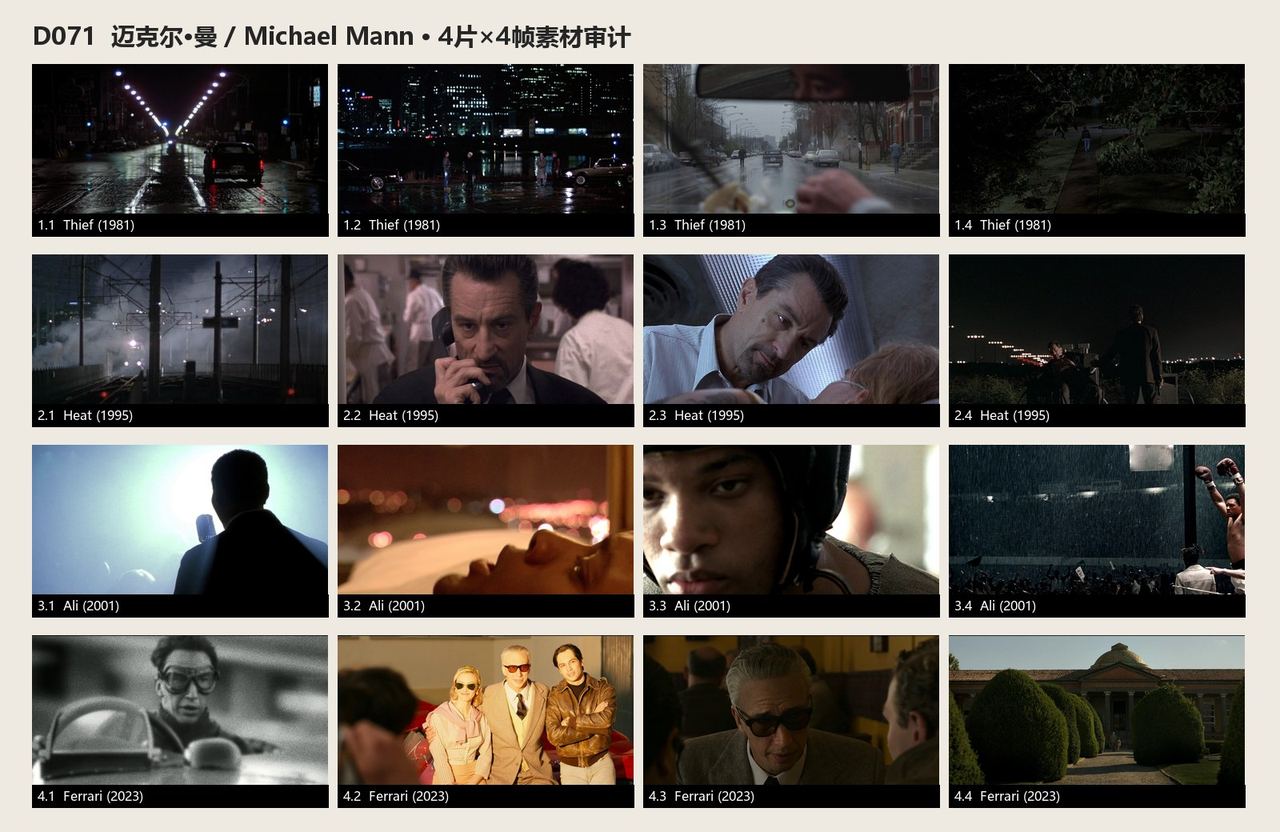 D071 迈克尔•曼 / Michael Mann • 4片×4帧素材审计
1.1 Thief (1981)
1.2 Thief (1981)
1.3 Thief (1981)
1.4 Thief (1981)
2.1 Heat (1995)
2.2 Heat (1995)
2.3 Heat (1995)
2.4 Heat (1995)
3.1 Ali (2001)
3.2 Ali (2001)
3.3 Ali (2001)
3.4 Ali (2001)
4.1 Ferrari (2023)
4.2 Ferrari (2023)
4.3 Ferrari (2023)
4.4 Ferrari (2023)